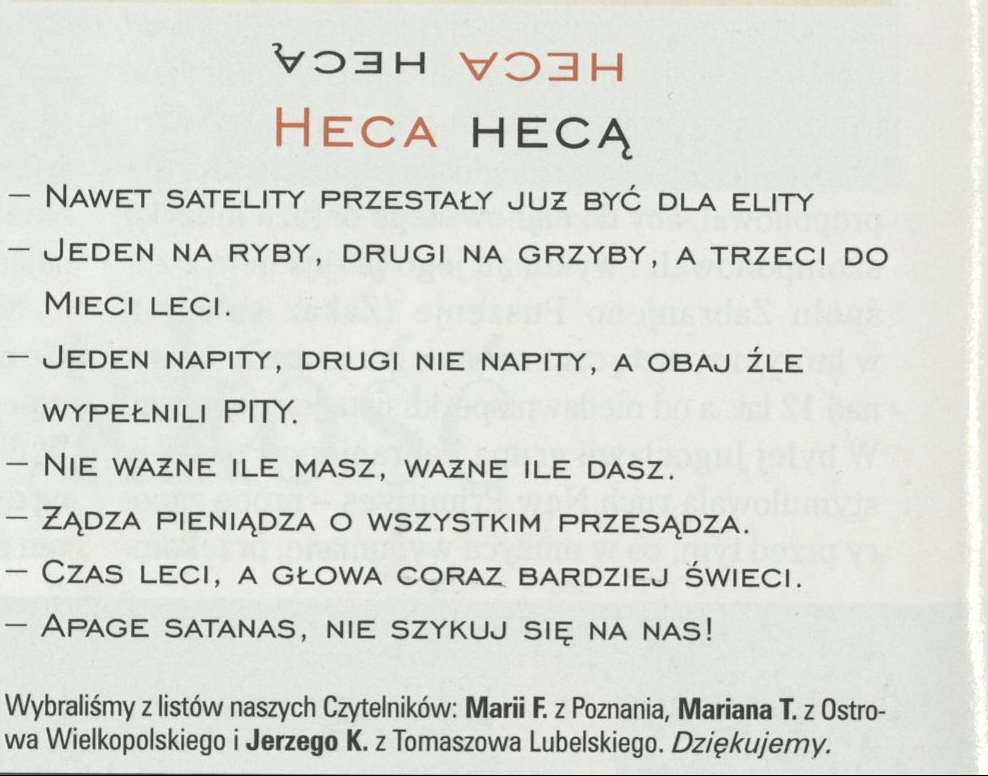 HECA HECĄ
HECA HECĄ
– NAWET SATELITY PRZESTAŁY JUŻ BYĆ DLA ELITY
– JEDEN NA RYBY, DRUGI NA GRZYBY, A TRZECI DO
MIECI LECI.
– JEDEN NAPITY, DRUGI NIE NAPITY, A OBAJ ŹLE
WYPEŁNILI PITY.
– NIE WAŻNE ILE MASZ, WAŻNE ILE DASZ.
– ŻĄDZA PIENIĄDZA O WSZYSTKIM PRZESĄDZA.
– CZAS LECI, A GŁOWA CORAZ BARDZIEJ ŚWIECI.
– APAGE SATANAS, NIE SZYKUJ SIĘ NA NAS!
Wybraliśmy z listów naszych Czytelników: Marii F. z Poznania, Mariana T. z Ostro-
wa Wielkopolskiego i Jerzego K. z Tomaszowa Lubelskiego. Dziękujemy.